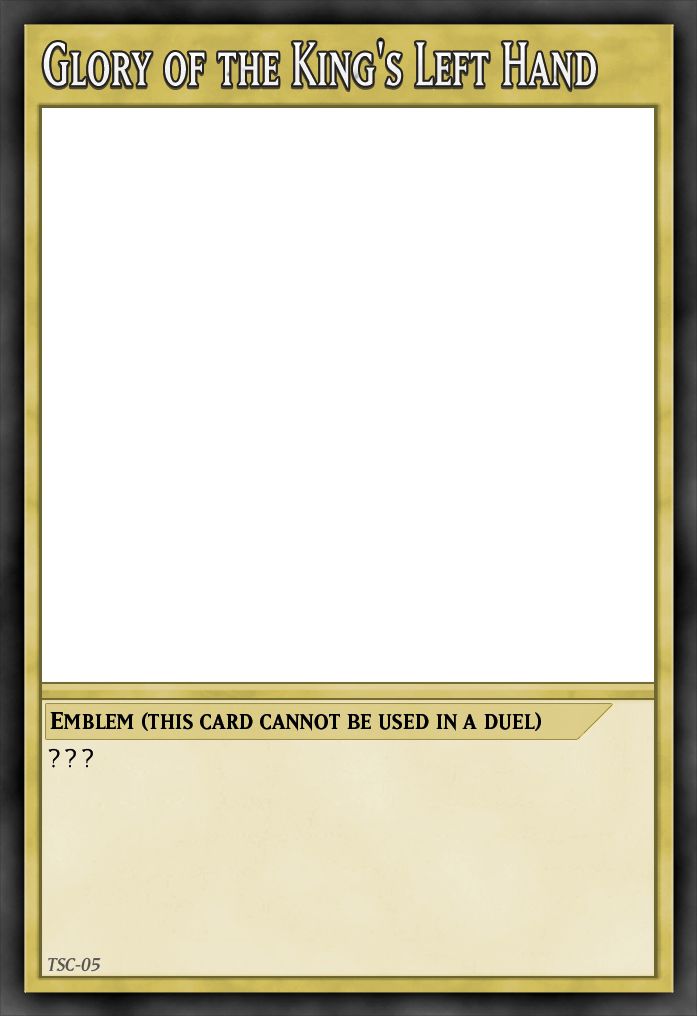 Glory of the King's Left Hand
Emblem (this card cannot be used in a duel)
???
TSC-05